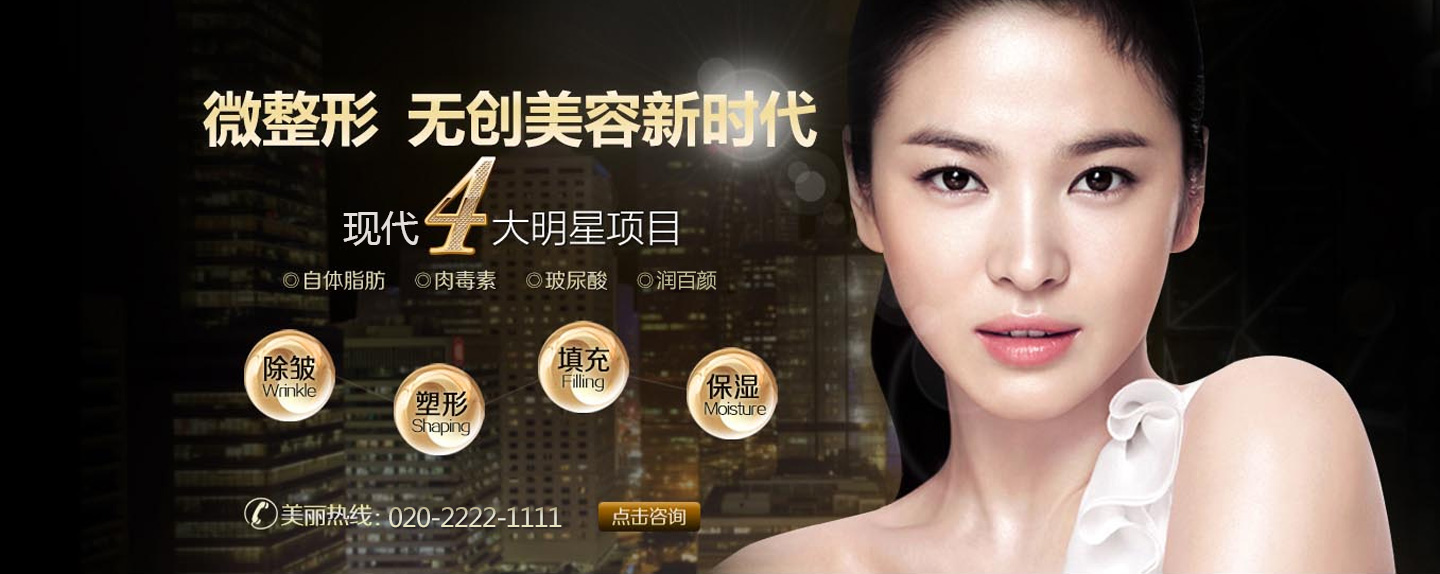 微整形 无创美容新时代
现代4大明星项目
◎自体脂肪 ◎肉毒素 ◎玻尿酸 ◎润百颜
除皱
Wrinkle
塑形
Shaping
填充
Filling
保湿
Moisture
美丽热线：020-2222-1111
点击咨询